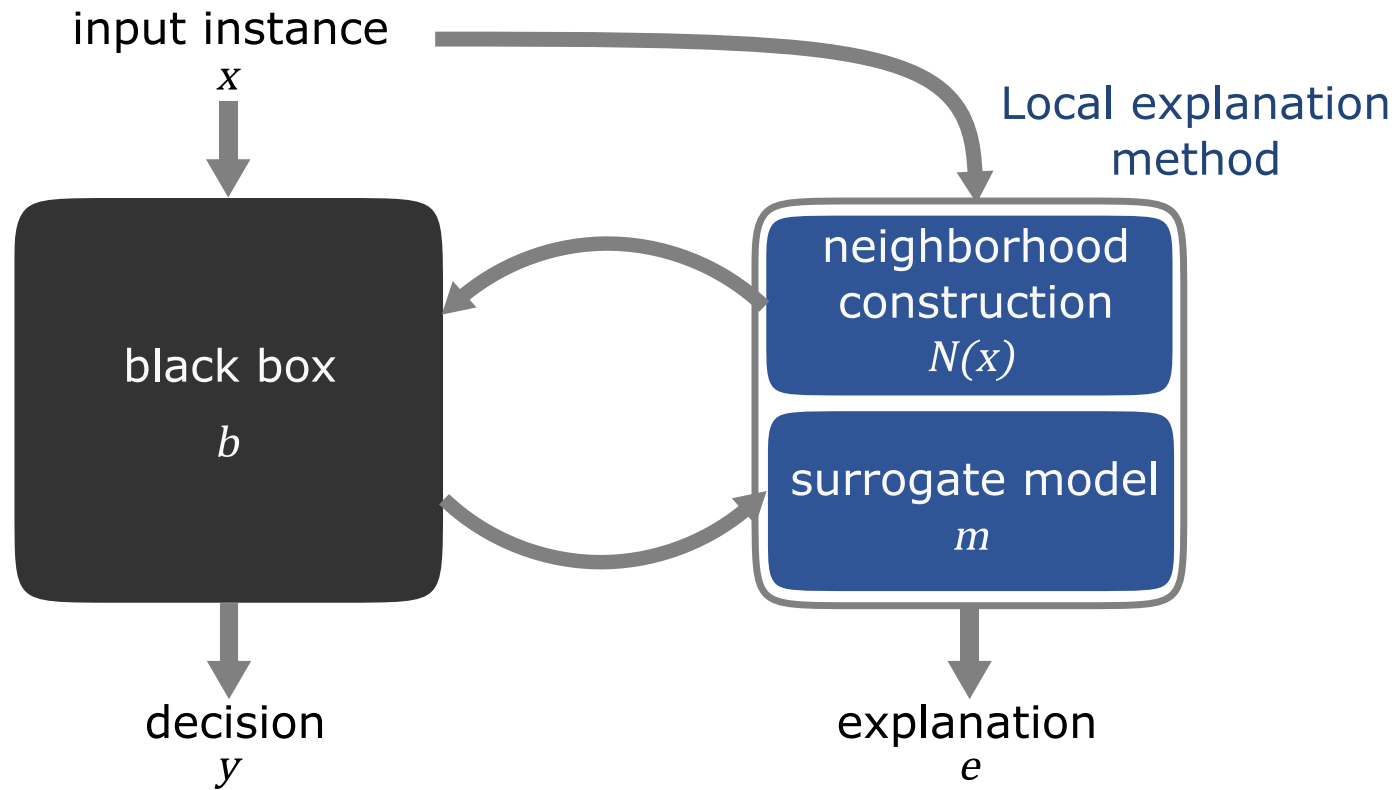 input instance
x
Local explanation
method
neighborhood
construction
N(x)
black box
b
surrogate model
m
decision
y
explanation
e